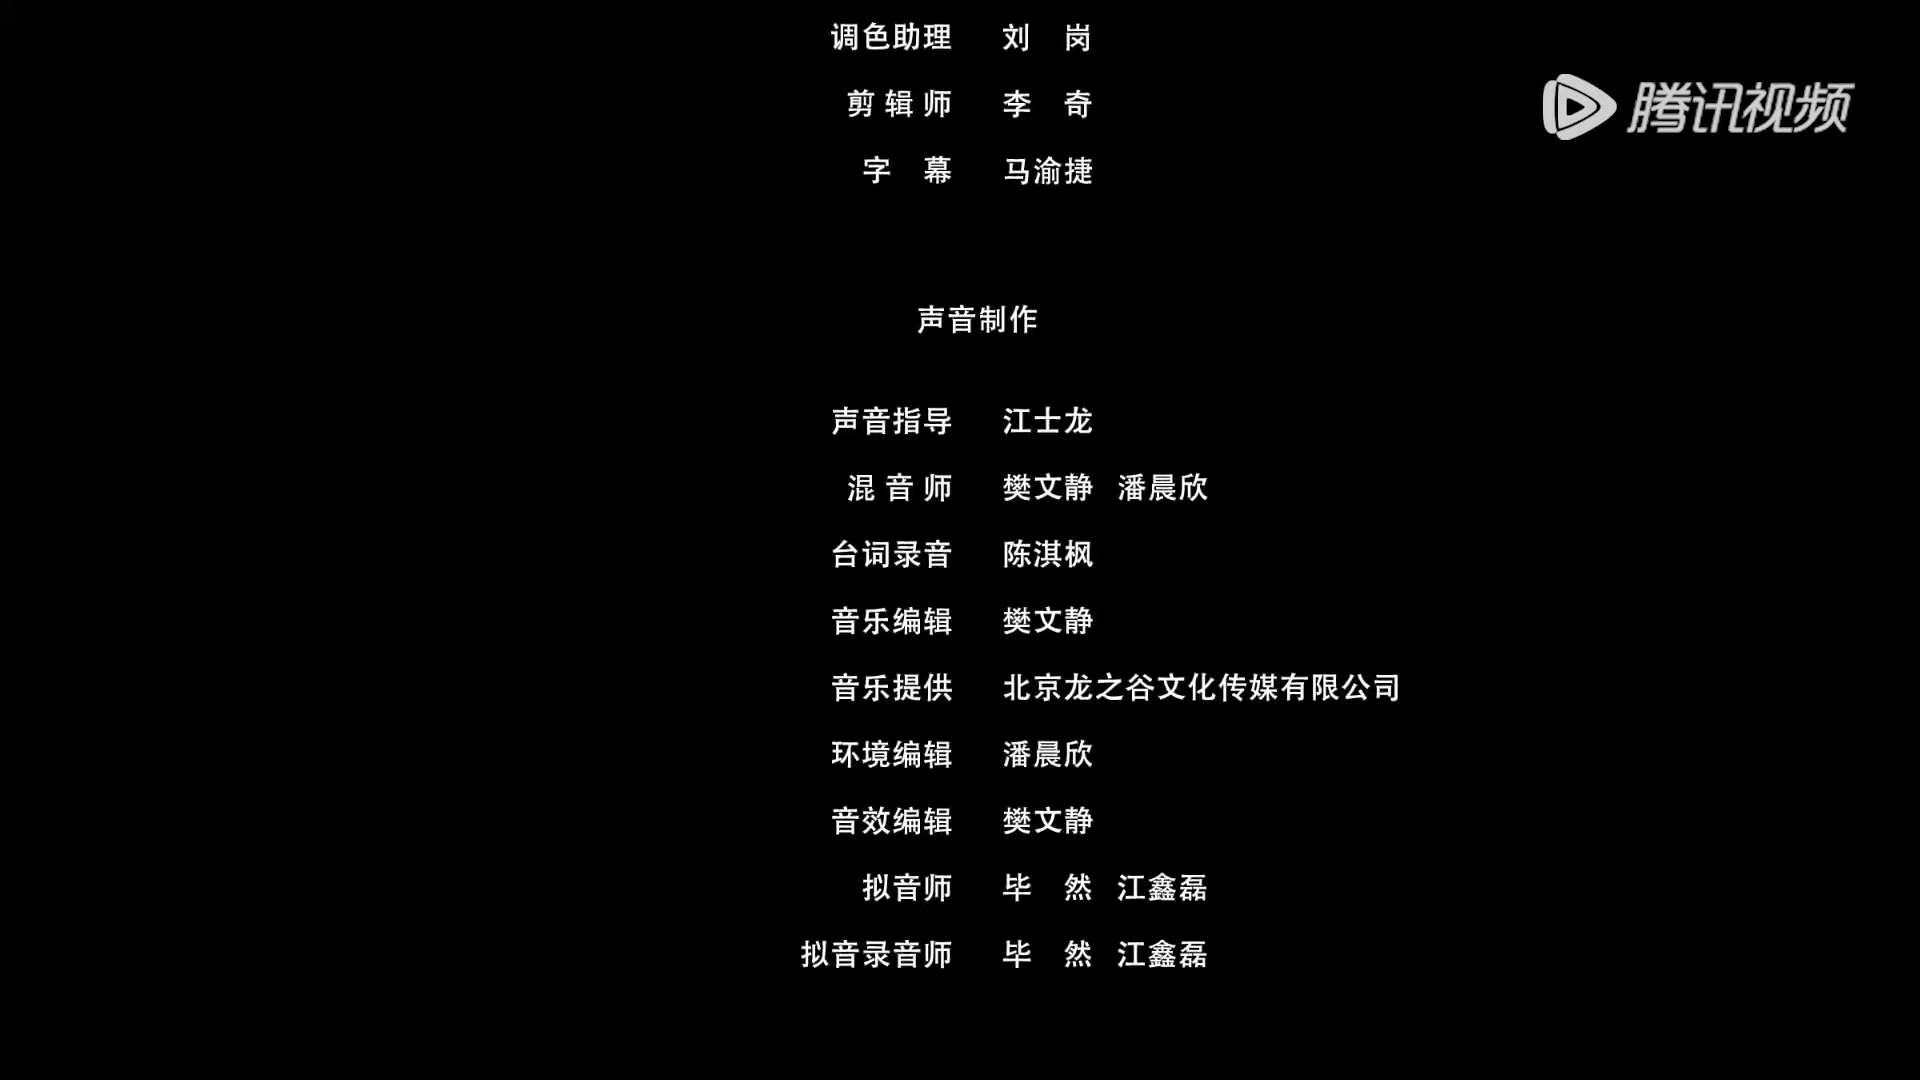 调色助理 刘 岗
腾讯视频
剪辑师 李 奇
字 幕 马渝捷
声音制作
声音指导 江士龙
混音师 樊文静 潘晨欣
台词录音 陈淇枫
音乐编辑 樊文静
音乐提供 北京龙之谷文化传媒有限公司
环境编辑 潘晨欣
音效编辑 樊文静
拟音师 毕 然 江鑫磊
拟音录音师 毕 然 江鑫磊